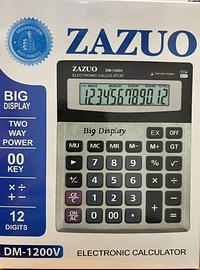 ZAZUO
BIG
DISPLAY
TWO
WAY
POWER
00
KEY
× ÷
+ −
12
DIGITS
DM-1200V
ELECTRONIC CALCULATOR
ZAZUO
DM-1200V
ELECTRONIC CALCULATOR
123456789012
Big Display
EX OFF
MU MC MR M− M+ GT
▶ 7 8 9 % √
+/− 4 5 6 × ÷
CE·C 1 2 3 + −
ON AC 0 00 · =